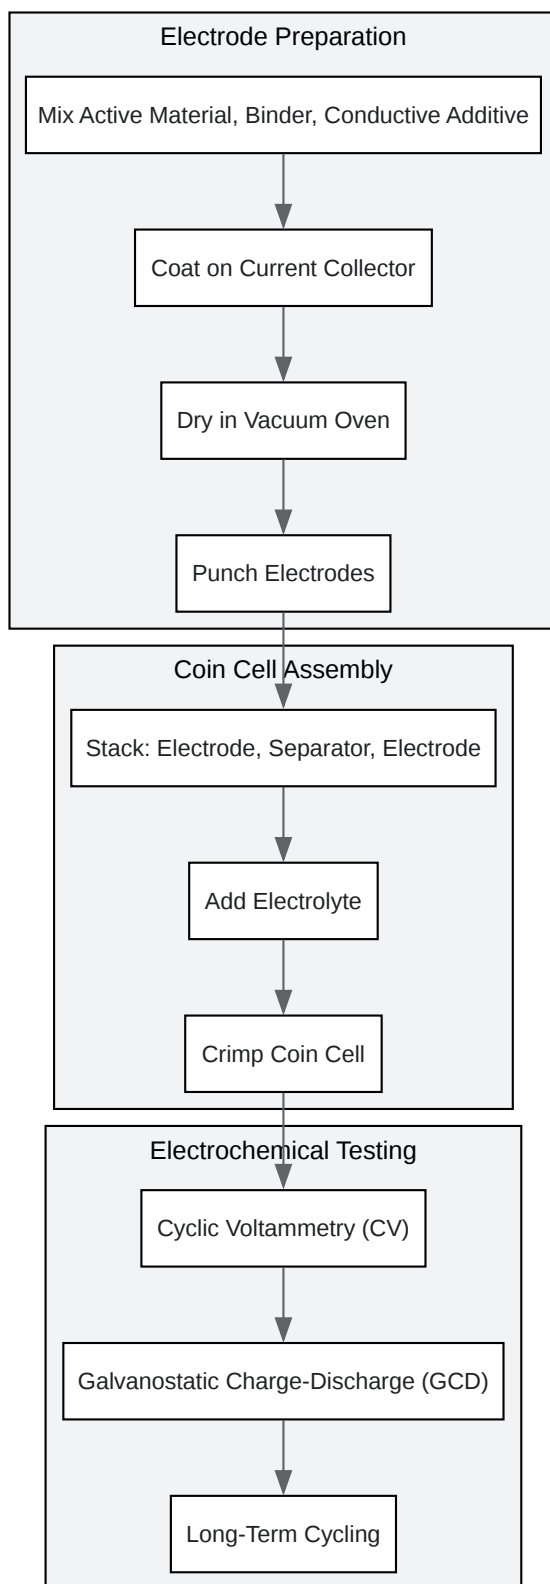 Electrode Preparation
Mix Active Material, Binder, Conductive Additive
Coat on Current Collector
Dry in Vacuum Oven
Punch Electrodes
Coin Cell Assembly
Stack: Electrode, Separator, Electrode
Add Electrolyte
Crimp Coin Cell
Electrochemical Testing
Cyclic Voltammetry (CV)
Galvanostatic Charge-Discharge (GCD)
Long-Term Cycling